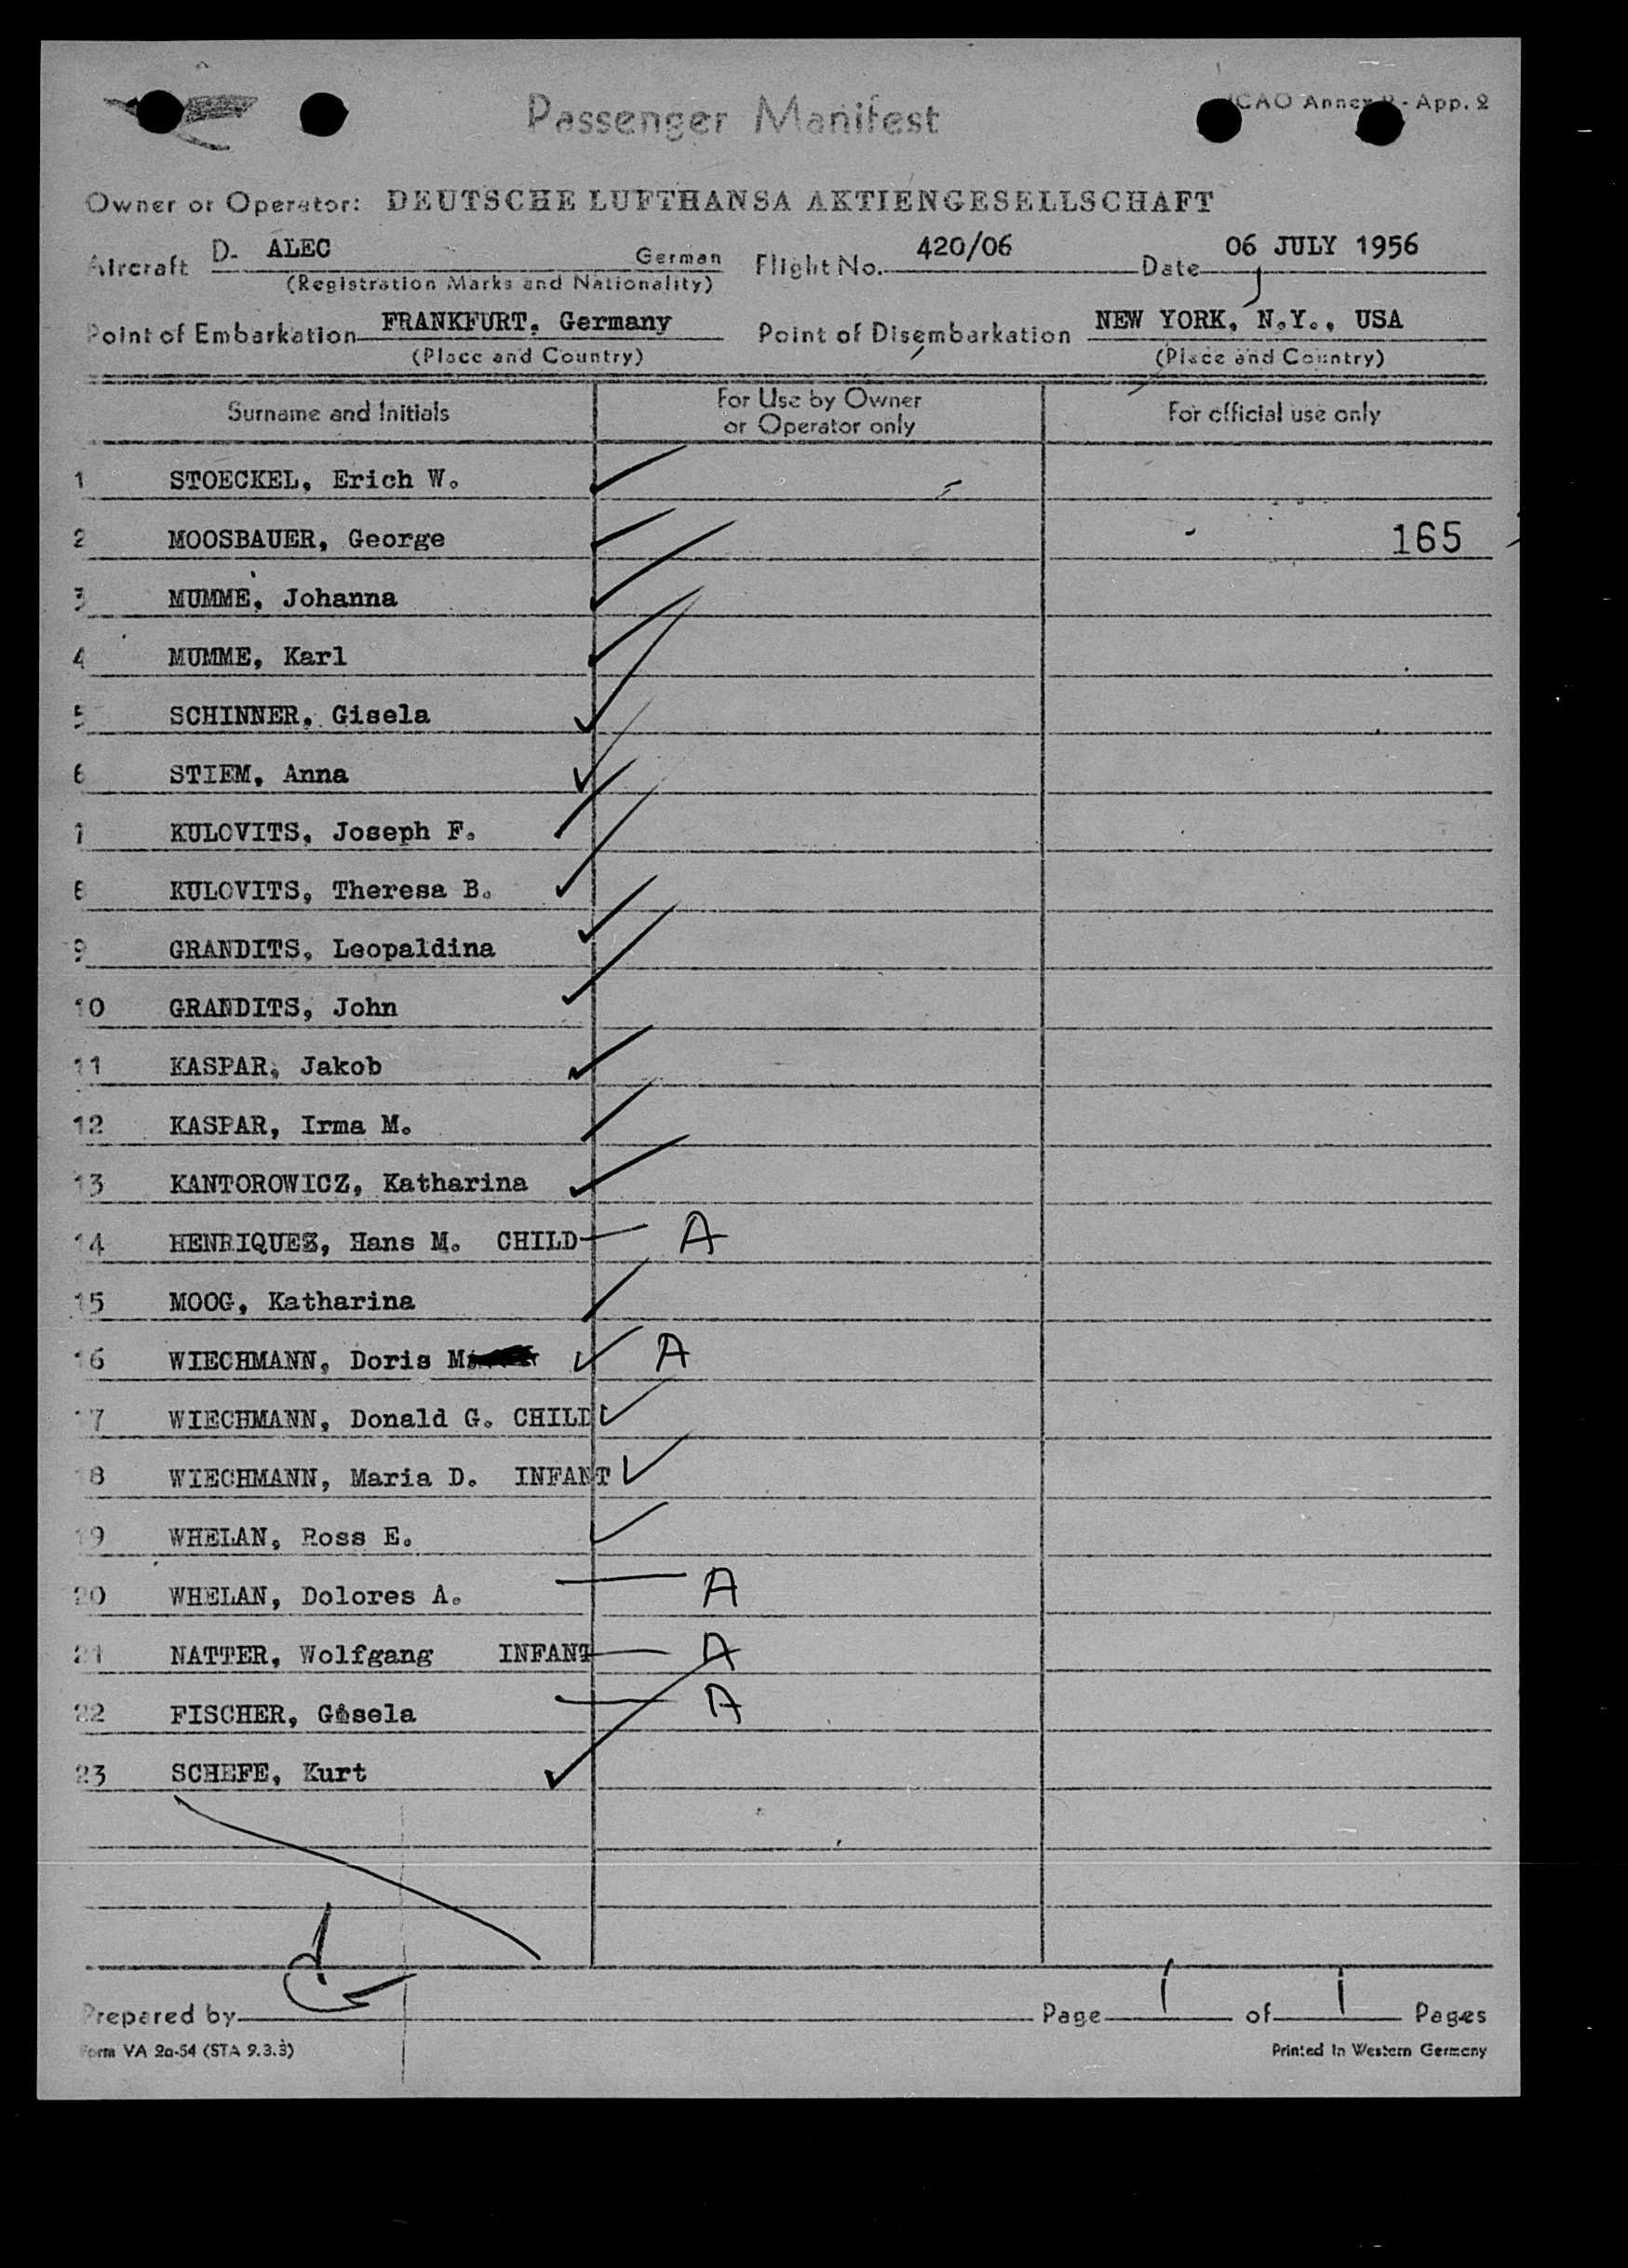 Passenger Manifest
ICAO Annex 9 - App. 2
Owner or Operator: DEUTSCHE LUFTHANSA AKTIENGESELLSCHAFT
Aircraft D- ALEC German Flight No. 420/06 Date 06 JULY 1956
(Registration Marks and Nationality)
Point of Embarkation FRANKFURT, Germany Point of Disembarkation NEW YORK, N.Y., USA
(Place and Country) (Place and Country)
Surname and Initials For Use by Owner or Operator only For official use only
1 STOECKEL, Erich W.
2 MOOSBAUER, George 165
3 MUMME, Johanna
4 MUMME, Karl
5 SCHINNER, Gisela
6 STIEM, Anna
7 KULOVITS, Joseph F.
8 KULOVITS, Theresa B.
9 GRANDITS, Leopaldina
10 GRANDITS, John
11 KASPAR, Jakob
12 KASPAR, Irma M.
13 KANTOROWICZ, Katharina
14 HENRIQUES, Hans M. CHILD A
15 MOOG, Katharina
16 WIECHMANN, Doris M. A
17 WIECHMANN, Donald G. CHILD
18 WIECHMANN, Maria D. INFANT
19 WHELAN, Ross E.
20 WHELAN, Dolores A. A
21 NATTER, Wolfgang INFANT A
22 FISCHER, Gisela A
23 SCHEFE, Kurt
Prepared by Page 1 of 1 Pages
Form VA 2a-54 (STA 9.3.3) Printed in Western Germany